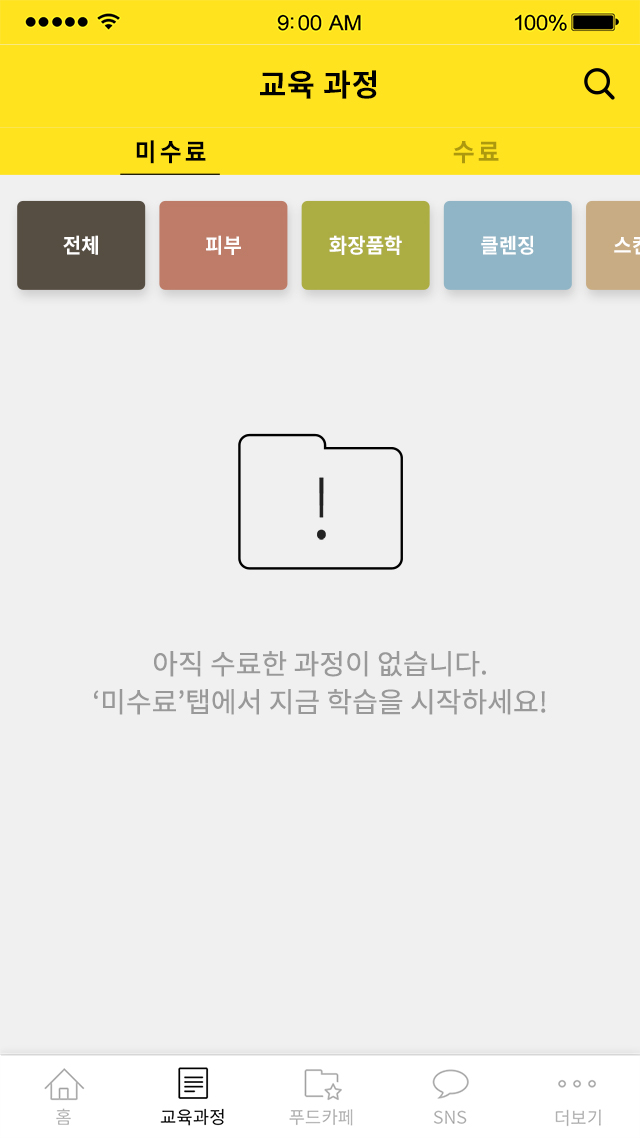 9:00 AM 100%
교육 과정
미수료 수료
전체 피부 화장품학 클렌징
아직 수료한 과정이 없습니다.
‘미수료’탭에서 지금 학습을 시작하세요!
홈 교육과정 푸드카페 SNS 더보기